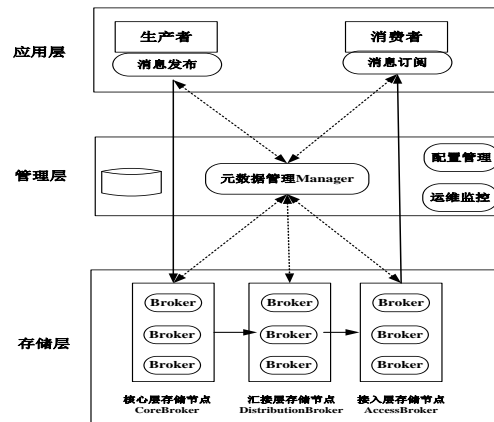 应用层
生产者
消费者
消息发布
消息订阅
管理层
元数据管理Manager
配置管理
运维监控
存储层
Broker
Broker
Broker
Broker
Broker
Broker
Broker
Broker
Broker
核心层存储节点
CoreBroker
汇接层存储节点
DistributionBroker
接入层存储节点
AccessBroker